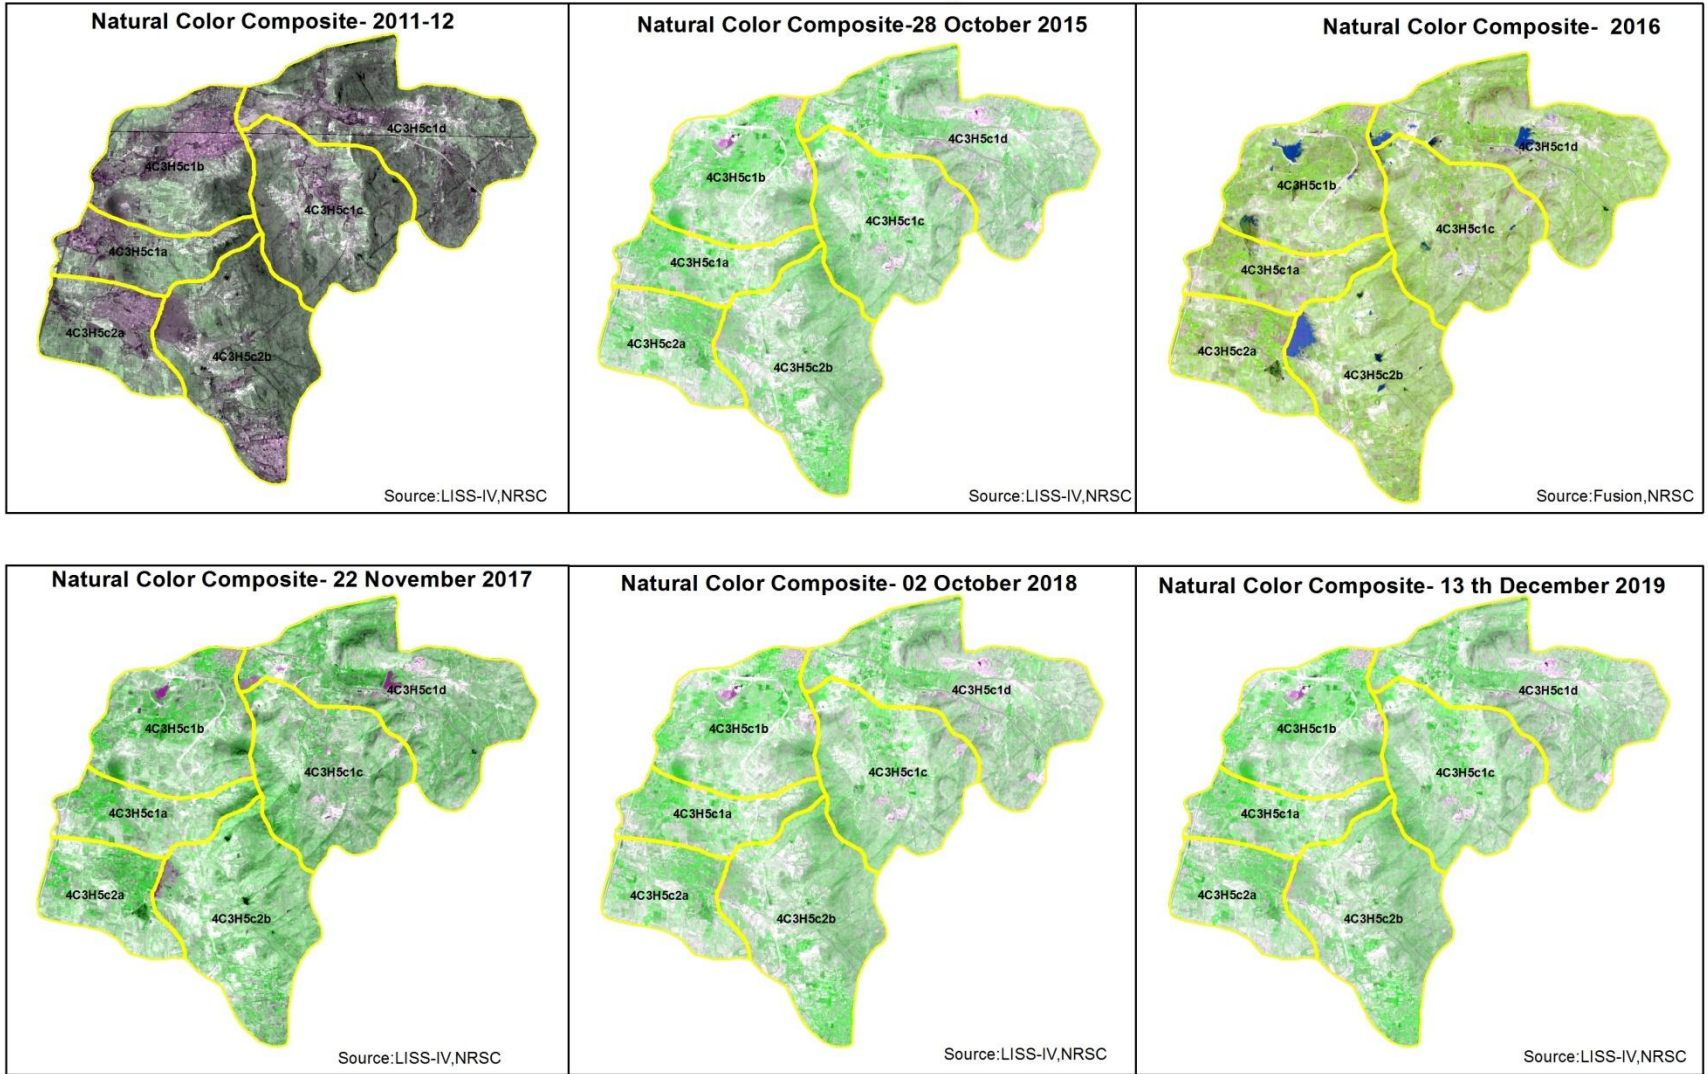 Natural Color Composite- 2011-12
4C3H5c1d
4C3H5c1b
4C3H5c1c
4C3H5c1a
4C3H5c2a
4C3H5c2b
Source:LISS-IV,NRSC
Natural Color Composite-28 October 2015
4C3H5c1d
4C3H5c1b
4C3H5c1c
4C3H5c1a
4C3H5c2a
4C3H5c2b
Source:LISS-IV,NRSC
Natural Color Composite- 2016
4C3H5c1d
4C3H5c1b
4C3H5c1c
4C3H5c1a
4C3H5c2a
4C3H5c2b
Source:Fusion,NRSC
Natural Color Composite- 22 November 2017
4C3H5c1d
4C3H5c1b
4C3H5c1c
4C3H5c1a
4C3H5c2a
4C3H5c2b
Source:LISS-IV,NRSC
Natural Color Composite- 02 October 2018
4C3H5c1d
4C3H5c1b
4C3H5c1c
4C3H5c1a
4C3H5c2a
4C3H5c2b
Source:LISS-IV,NRSC
Natural Color Composite- 13 th December 2019
4C3H5c1d
4C3H5c1b
4C3H5c1c
4C3H5c1a
4C3H5c2a
4C3H5c2b
Source:LISS-IV,NRSC